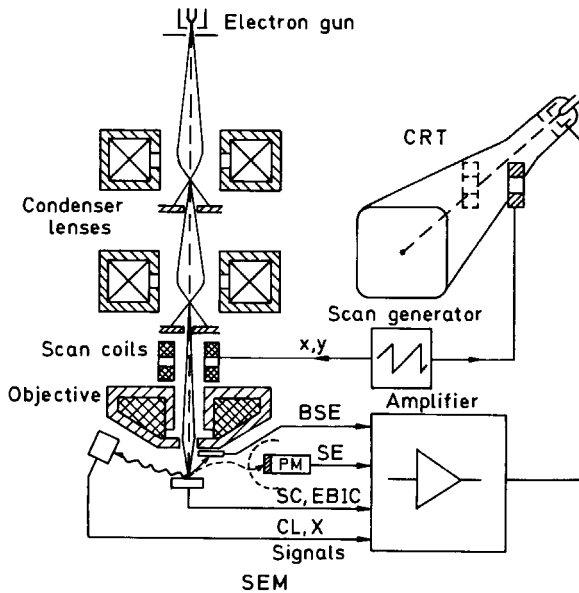 Electron gun
CRT
Condenser
lenses
Scan generator
Scan coils
x,y
Objective
Amplifier
BSE
PM
SE
SC, EBIC
CL, X
Signals
SEM